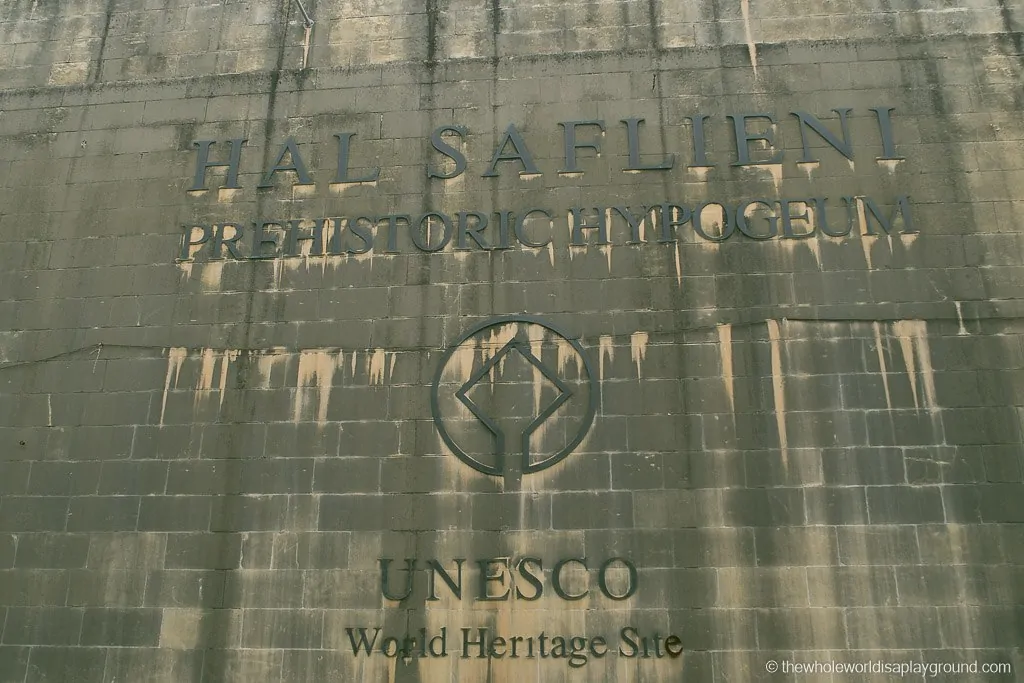 HAL SAFLIENI
PREHISTORIC HYPOGEUM
UNESCO
World Heritage Site
© thewholeworldisaplayground.com